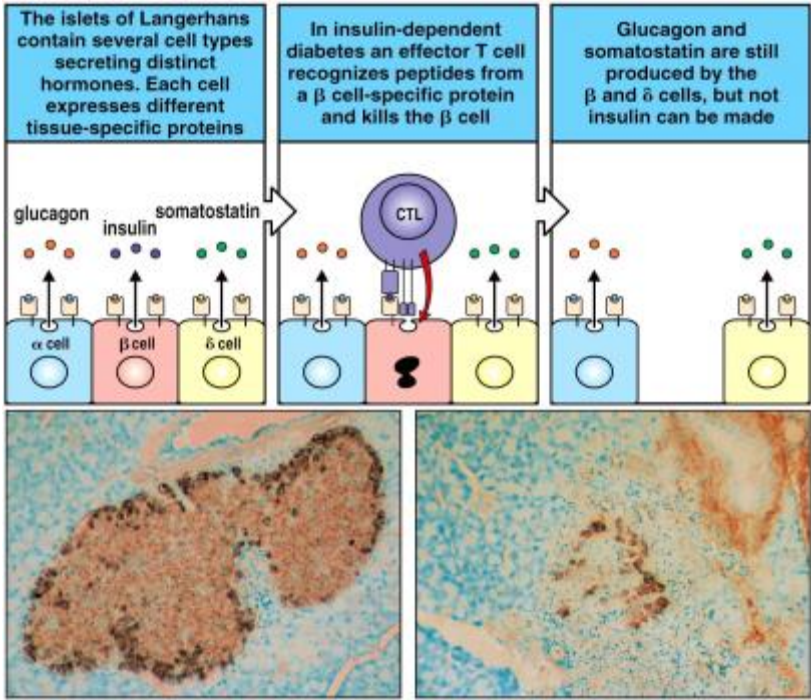 The islets of Langerhans
contain several cell types
secreting distinct
hormones. Each cell
expresses different
tissue-specific proteins
In insulin-dependent
diabetes an effector T cell
recognizes peptides from
a β cell-specific protein
and kills the β cell
Glucagon and
somatostatin are still
produced by the
β and δ cells, but not
insulin can be made
glucagon
insulin
somatostatin
CTL
α cell
β cell
δ cell